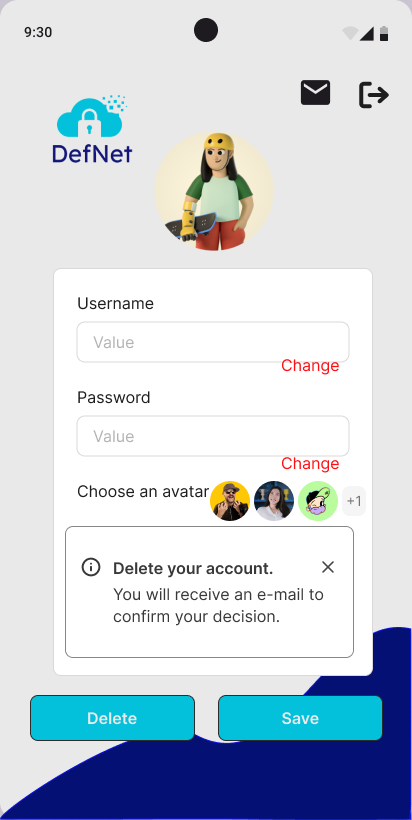 9:30
DefNet
Username
Value
Change
Password
Value
Change
Choose an avatar
+1
Delete your account.
You will receive an e-mail to
confirm your decision.
Delete
Save